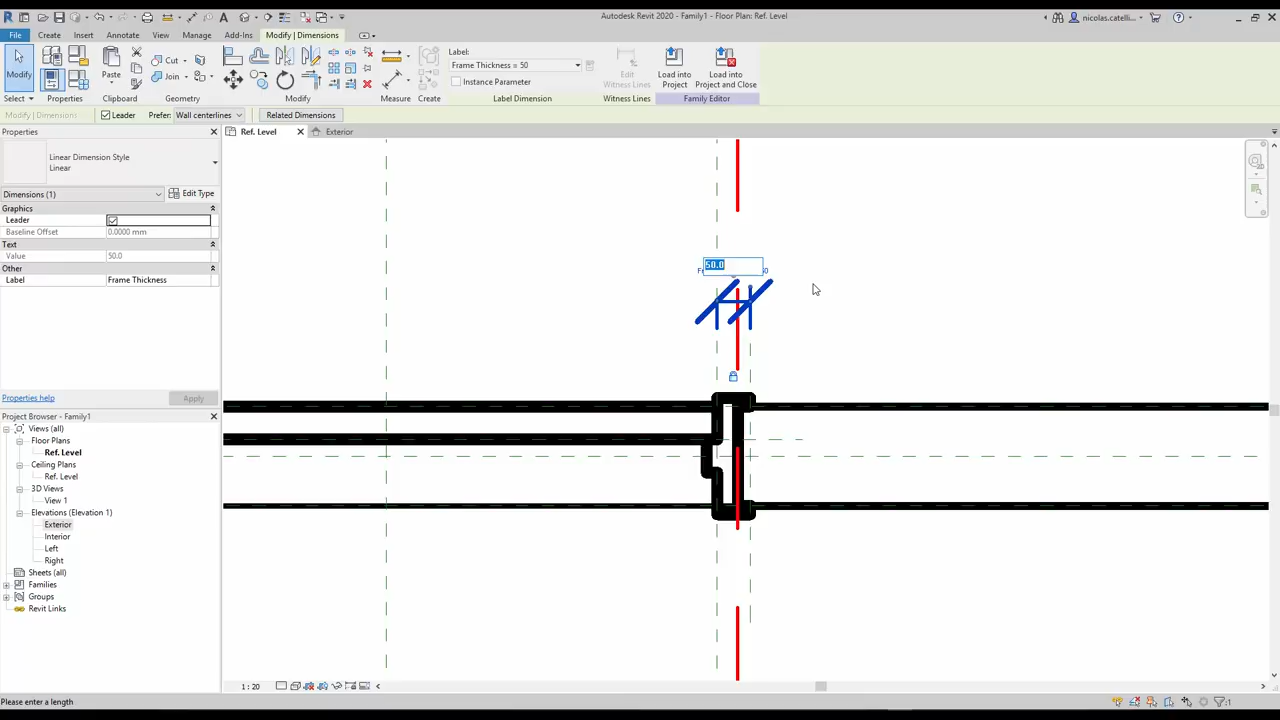 Autodesk Revit 2020 - Family1 - Floor Plan: Ref. Level
nicolas.catelli...
File Create Insert Annotate View Manage Add-Ins Modify | Dimensions
Modify
Paste
Cut
Join
Label:
Frame Thickness = 50
Instance Parameter
Edit
Witness Lines
Load into
Project
Load into
Project and Close
Select Properties Clipboard Geometry Modify Measure Create Label Dimension Witness Lines Family Editor
Modify | Dimensions
Leader
Prefer:
Wall centerlines
Related Dimensions
Properties
Ref. Level
Exterior
Linear Dimension Style
Linear
Dimensions (1)
Edit Type
Graphics
Leader
Baseline Offset 0.0000 mm
Text
Value 50.0
Other
Label Frame Thickness
50.0
Properties help
Apply
Project Browser - Family1
Views (all)
Floor Plans
Ref. Level
Ceiling Plans
Ref. Level
3D Views
View 1
Elevations (Elevation 1)
Exterior
Interior
Left
Right
Sheets (all)
Families
Groups
Revit Links
1 : 20
Please enter a length
:1